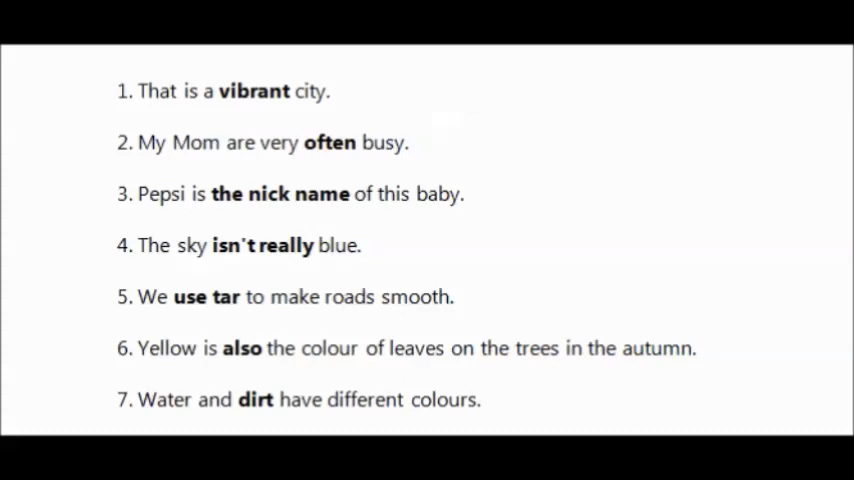 1. That is a vibrant city.
2. My Mom are very often busy.
3. Pepsi is the nick name of this baby.
4. The sky isn't really blue.
5. We use tar to make roads smooth.
6. Yellow is also the colour of leaves on the trees in the autumn.
7. Water and dirt have different colours.